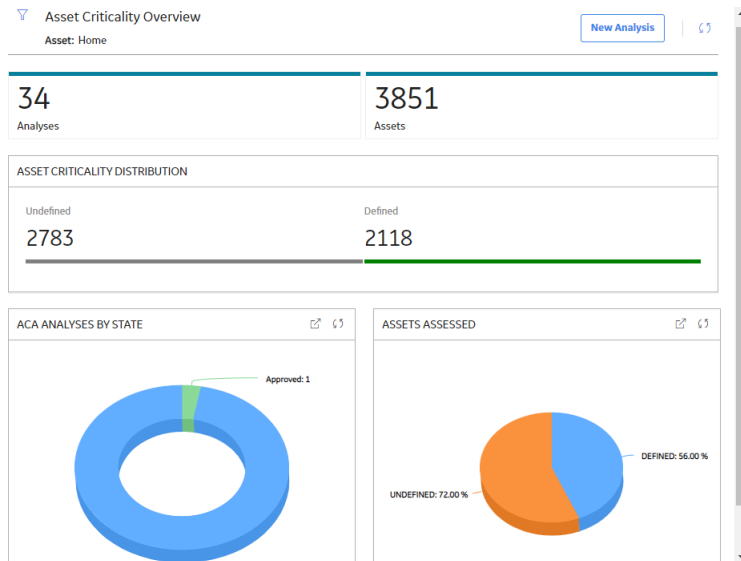 Asset Criticality Overview
Asset: Home
New Analysis
34
Analyses
3851
Assets
ASSET CRITICALITY DISTRIBUTION
Undefined
2783
Defined
2118
ACA ANALYSES BY STATE
Approved: 1
ASSETS ASSESSED
DEFINED: 56.00 %
UNDEFINED: 72.00 %